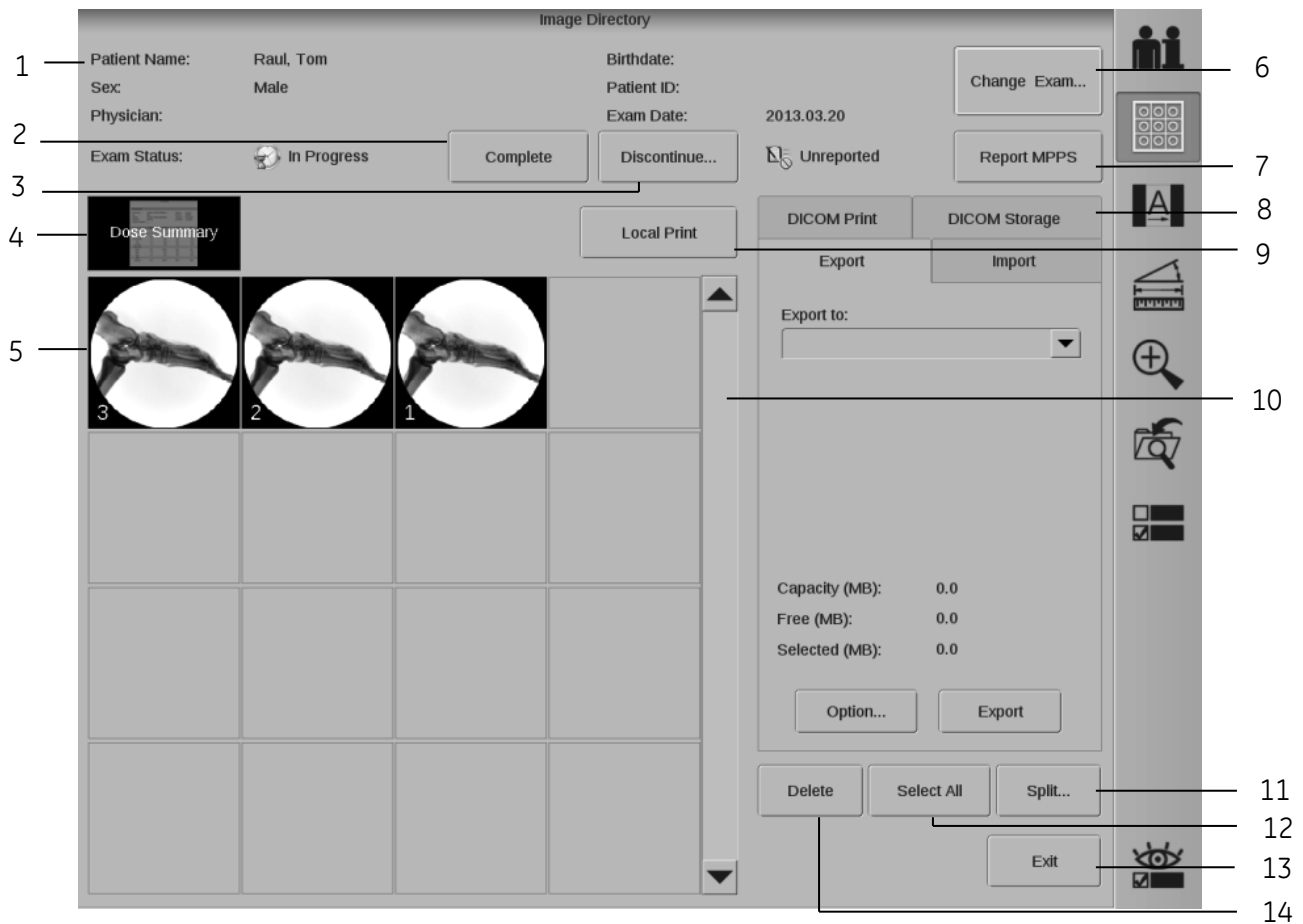 Image Directory
1 Patient Name: Raul, Tom Birthdate:
Sex: Male Patient ID: Change Exam... 6
Physician: Exam Date: 2013.03.20
2
Exam Status: In Progress Complete Discontinue... Unreported Report MPPS 7
3
4 Dose Summary Local Print DICOM Print DICOM Storage 8
Export Import 9
A
Export to:
5
3 2 1
10
Capacity (MB): 0.0
Free (MB): 0.0
Selected (MB): 0.0
Option... Export
Delete Select All Split... 11
12
Exit 13
14